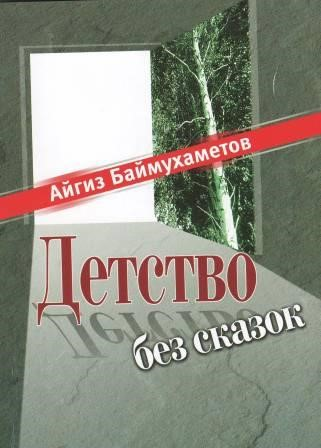 Айгиз Баймухаметов
Детство
без сказок